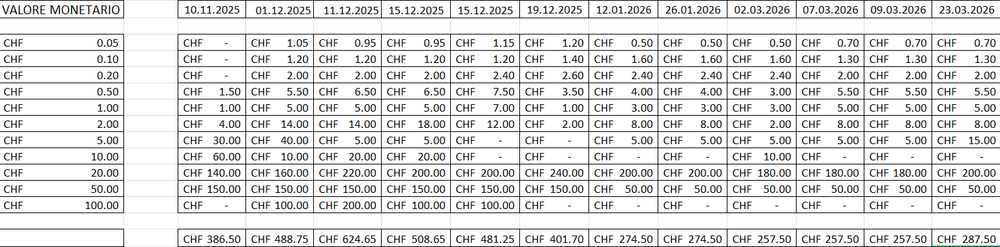 VALORE MONETARIO 10.11.2025 01.12.2025 11.12.2025 15.12.2025 15.12.2025 19.12.2025 12.01.2026 26.01.2026 02.03.2026 07.03.2026 09.03.2026 23.03.2026
CHF 0.05 CHF - CHF 1.05 CHF 0.95 CHF 0.95 CHF 1.15 CHF 1.20 CHF 0.50 CHF 0.50 CHF 0.50 CHF 0.70 CHF 0.70 CHF 0.70
CHF 0.10 CHF - CHF 1.20 CHF 1.20 CHF 1.20 CHF 1.20 CHF 1.40 CHF 1.60 CHF 1.60 CHF 1.60 CHF 1.30 CHF 1.30 CHF 1.30
CHF 0.20 CHF - CHF 2.00 CHF 2.00 CHF 2.00 CHF 2.40 CHF 2.60 CHF 2.40 CHF 2.40 CHF 2.40 CHF 2.00 CHF 2.00 CHF 2.00
CHF 0.50 CHF 1.50 CHF 5.50 CHF 6.50 CHF 6.50 CHF 7.50 CHF 3.50 CHF 4.00 CHF 4.00 CHF 3.00 CHF 5.50 CHF 5.50 CHF 5.50
CHF 1.00 CHF 1.00 CHF 5.00 CHF 5.00 CHF 5.00 CHF 7.00 CHF 1.00 CHF 3.00 CHF 3.00 CHF 3.00 CHF 5.00 CHF 5.00 CHF 5.00
CHF 2.00 CHF 4.00 CHF 14.00 CHF 14.00 CHF 18.00 CHF 12.00 CHF 2.00 CHF 8.00 CHF 8.00 CHF 2.00 CHF 8.00 CHF 8.00 CHF 8.00
CHF 5.00 CHF 30.00 CHF 40.00 CHF 5.00 CHF 5.00 CHF - CHF - CHF 5.00 CHF 5.00 CHF 5.00 CHF 5.00 CHF 5.00 CHF 15.00
CHF 10.00 CHF 60.00 CHF 10.00 CHF 20.00 CHF 20.00 CHF - CHF - CHF - CHF - CHF 10.00 CHF - CHF - CHF -
CHF 20.00 CHF 140.00 CHF 160.00 CHF 220.00 CHF 200.00 CHF 200.00 CHF 240.00 CHF 200.00 CHF 200.00 CHF 180.00 CHF 180.00 CHF 180.00 CHF 200.00
CHF 50.00 CHF 150.00 CHF 150.00 CHF 150.00 CHF 150.00 CHF 150.00 CHF 150.00 CHF 50.00 CHF 50.00 CHF 50.00 CHF 50.00 CHF 50.00 CHF 50.00
CHF 100.00 CHF - CHF 100.00 CHF 200.00 CHF 100.00 CHF 100.00 CHF - CHF - CHF - CHF - CHF - CHF - CHF -
CHF 386.50 CHF 488.75 CHF 624.65 CHF 508.65 CHF 481.25 CHF 401.70 CHF 274.50 CHF 274.50 CHF 257.50 CHF 257.50 CHF 257.50 CHF 287.50